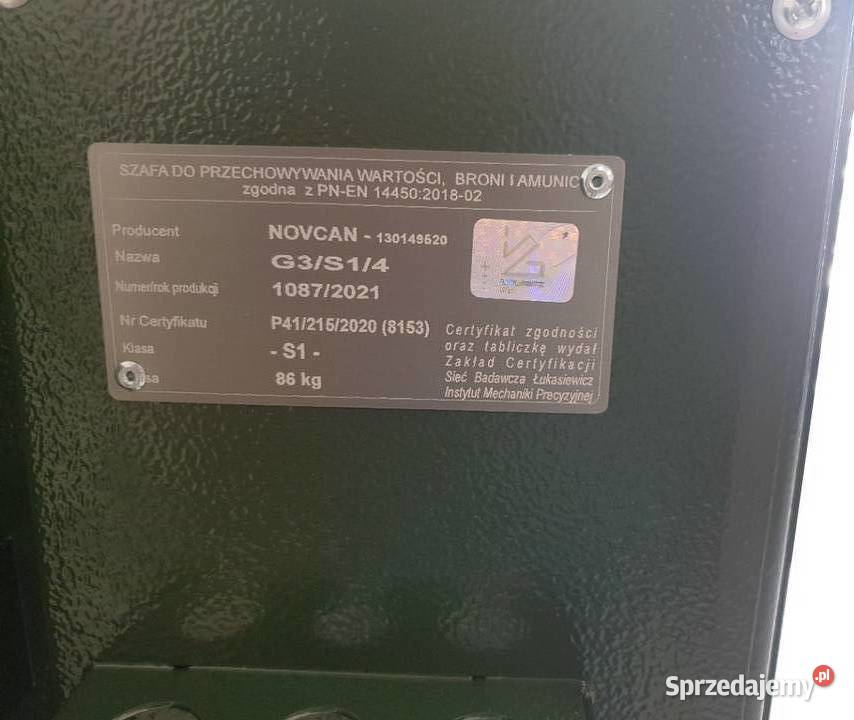 SZAFA DO PRZECHOWYWANIA WARTOŚCI, BRONI I AMUNIC
zgodna z PN-EN 14450:2018-02
Producent NOVCAN - 130149520
Nazwa G3/S1/4
Numer/rok produkcji 1087/2021
Nr Certyfikatu P41/215/2020 (8153)
Klasa - S1 -
86 kg
Certyfikat zgodności
oraz tabliczkę wydał
Zakład Certyfikacji
Sieć Badawcza Łukasiewicz
Instytut Mechaniki Precyzyjnej
Sprzedajemy.pl